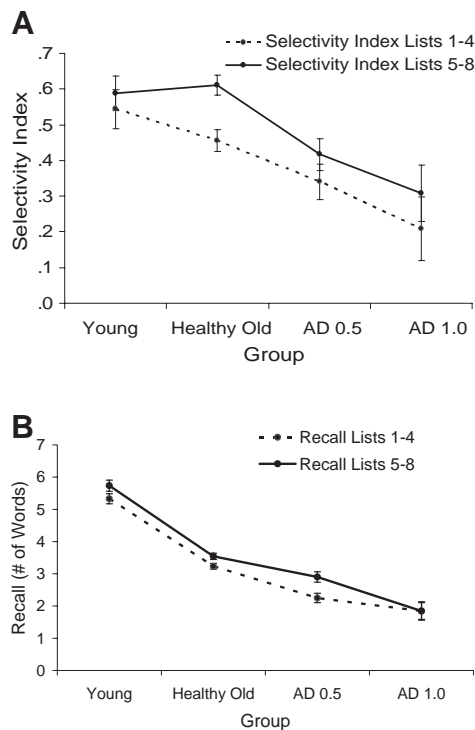 A
Selectivity Index Lists 1-4
Selectivity Index Lists 5-8
.7
.6
.5
.4
.3
.2
.1
.0
Selectivity Index
Young Healthy Old AD 0.5 AD 1.0
Group
B
Recall Lists 1-4
Recall Lists 5-8
7
6
5
4
3
2
1
0
Recall (# of Words)
Young Healthy Old AD 0.5 AD 1.0
Group